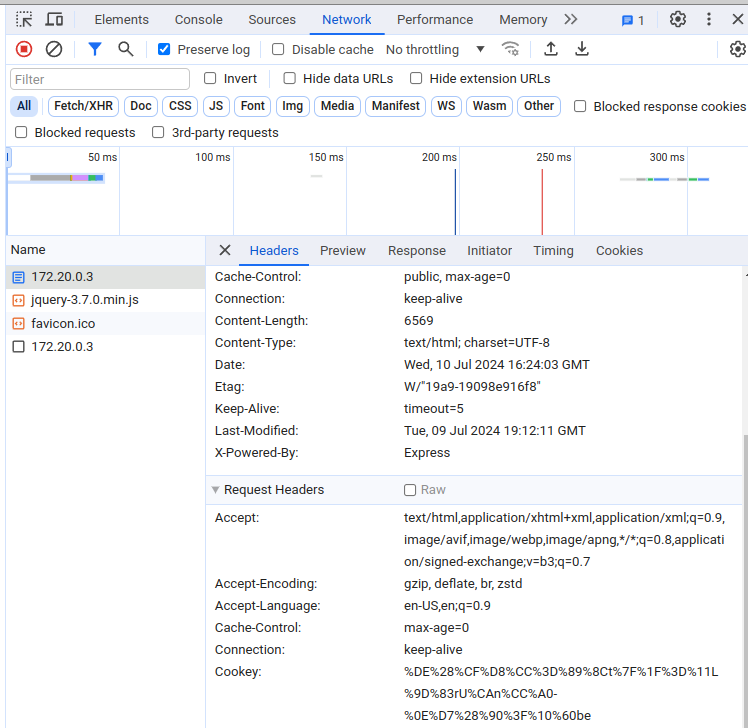 Elements Console Sources Network Performance Memory 1
Preserve log Disable cache No throttling
Filter Invert Hide data URLs Hide extension URLs
All Fetch/XHR Doc CSS JS Font Img Media Manifest WS Wasm Other Blocked response cookies
Blocked requests 3rd-party requests
50 ms 100 ms 150 ms 200 ms 250 ms 300 ms
Name
172.20.0.3
jquery-3.7.0.min.js
favicon.ico
172.20.0.3
Headers Preview Response Initiator Timing Cookies
Cache-Control: public, max-age=0
Connection: keep-alive
Content-Length: 6569
Content-Type: text/html; charset=UTF-8
Date: Wed, 10 Jul 2024 16:24:03 GMT
Etag: W/"19a9-19098e916f8"
Keep-Alive: timeout=5
Last-Modified: Tue, 09 Jul 2024 19:12:11 GMT
X-Powered-By: Express
Request Headers Raw
Accept: text/html,application/xhtml+xml,application/xml;q=0.9,
image/avif,image/webp,image/apng,*/*;q=0.8,applicati
on/signed-exchange;v=b3;q=0.7
Accept-Encoding: gzip, deflate, br, zstd
Accept-Language: en-US,en;q=0.9
Cache-Control: max-age=0
Connection: keep-alive
Cookey: %DE%28%CF%D8%CC%3D%89%8Ct%7F%1F%3D%11L
%9D%83rU%CAn%CC%A0-
%0E%D7%28%90%3F%10%60be